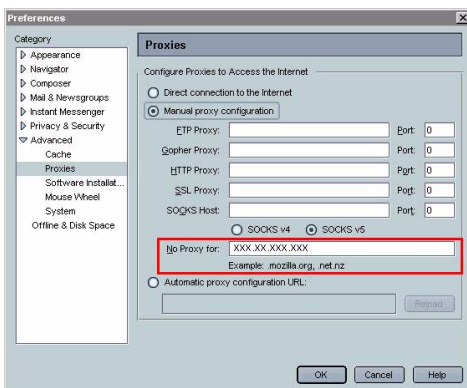 Preferences
Category
Appearance
Navigator
Composer
Mail & Newsgroups
Instant Messenger
Privacy & Security
Advanced
Cache
Proxies
Software Installat...
Mouse Wheel
System
Offline & Disk Space
Proxies
Configure Proxies to Access the Internet
Direct connection to the Internet
Manual proxy configuration
FTP Proxy: Port: 0
Gopher Proxy: Port: 0
HTTP Proxy: Port: 0
SSL Proxy: Port: 0
SOCKS Host: Port: 0
SOCKS v4 SOCKS v5
No Proxy for: XXX.XX.XXX.XXX
Example: .mozilla.org, .net.nz
Automatic proxy configuration URL:
Reload
OK Cancel Help